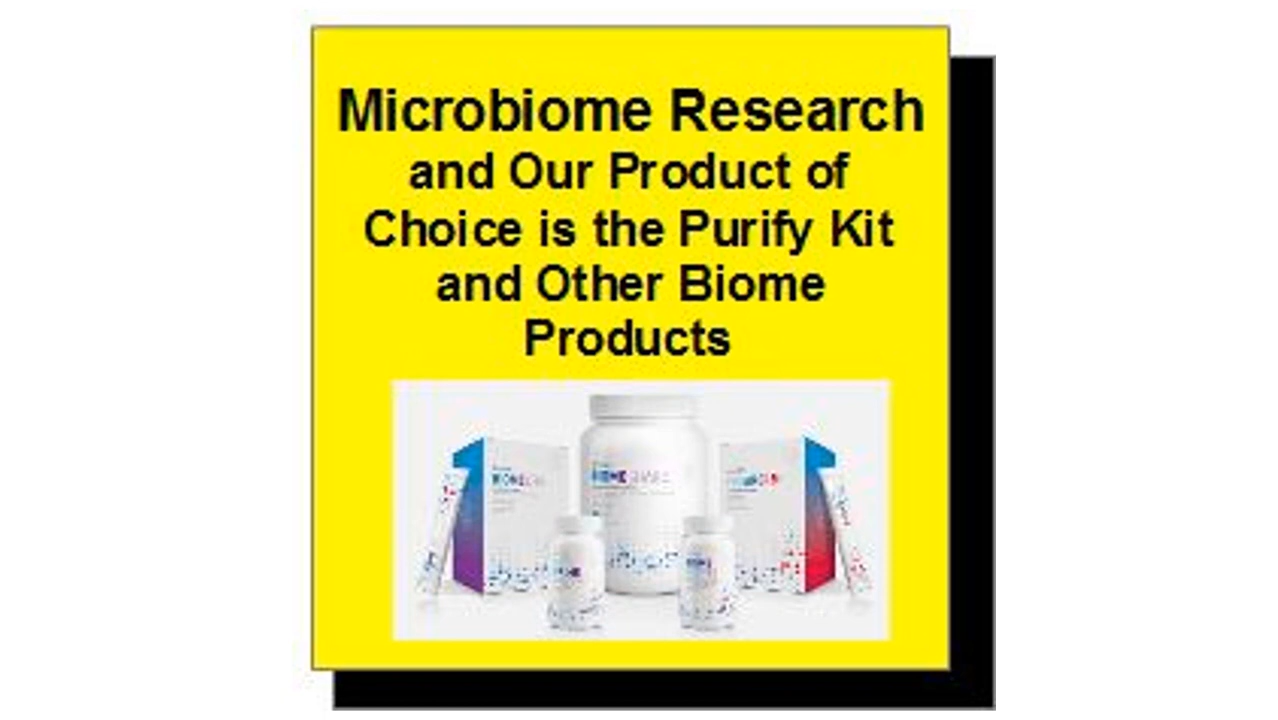 Microbiome Research
and Our Product of
Choice is the Purify Kit
and Other Biome
Products